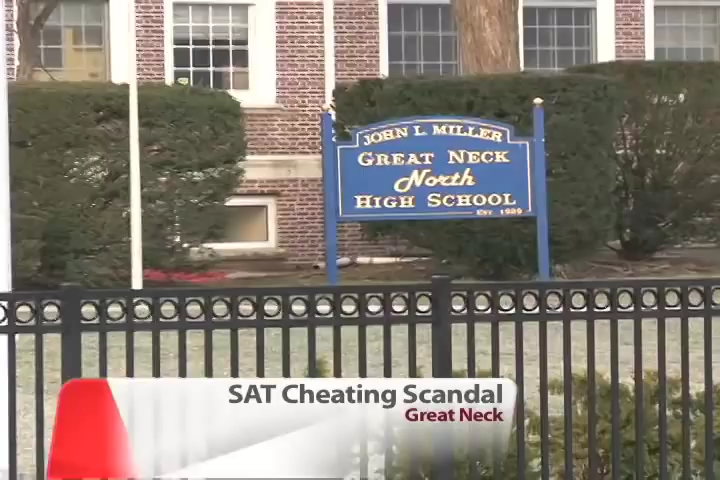 JOHN L. MILLER
GREAT NECK
North
HIGH SCHOOL
EST. 1929
SAT Cheating Scandal
Great Neck